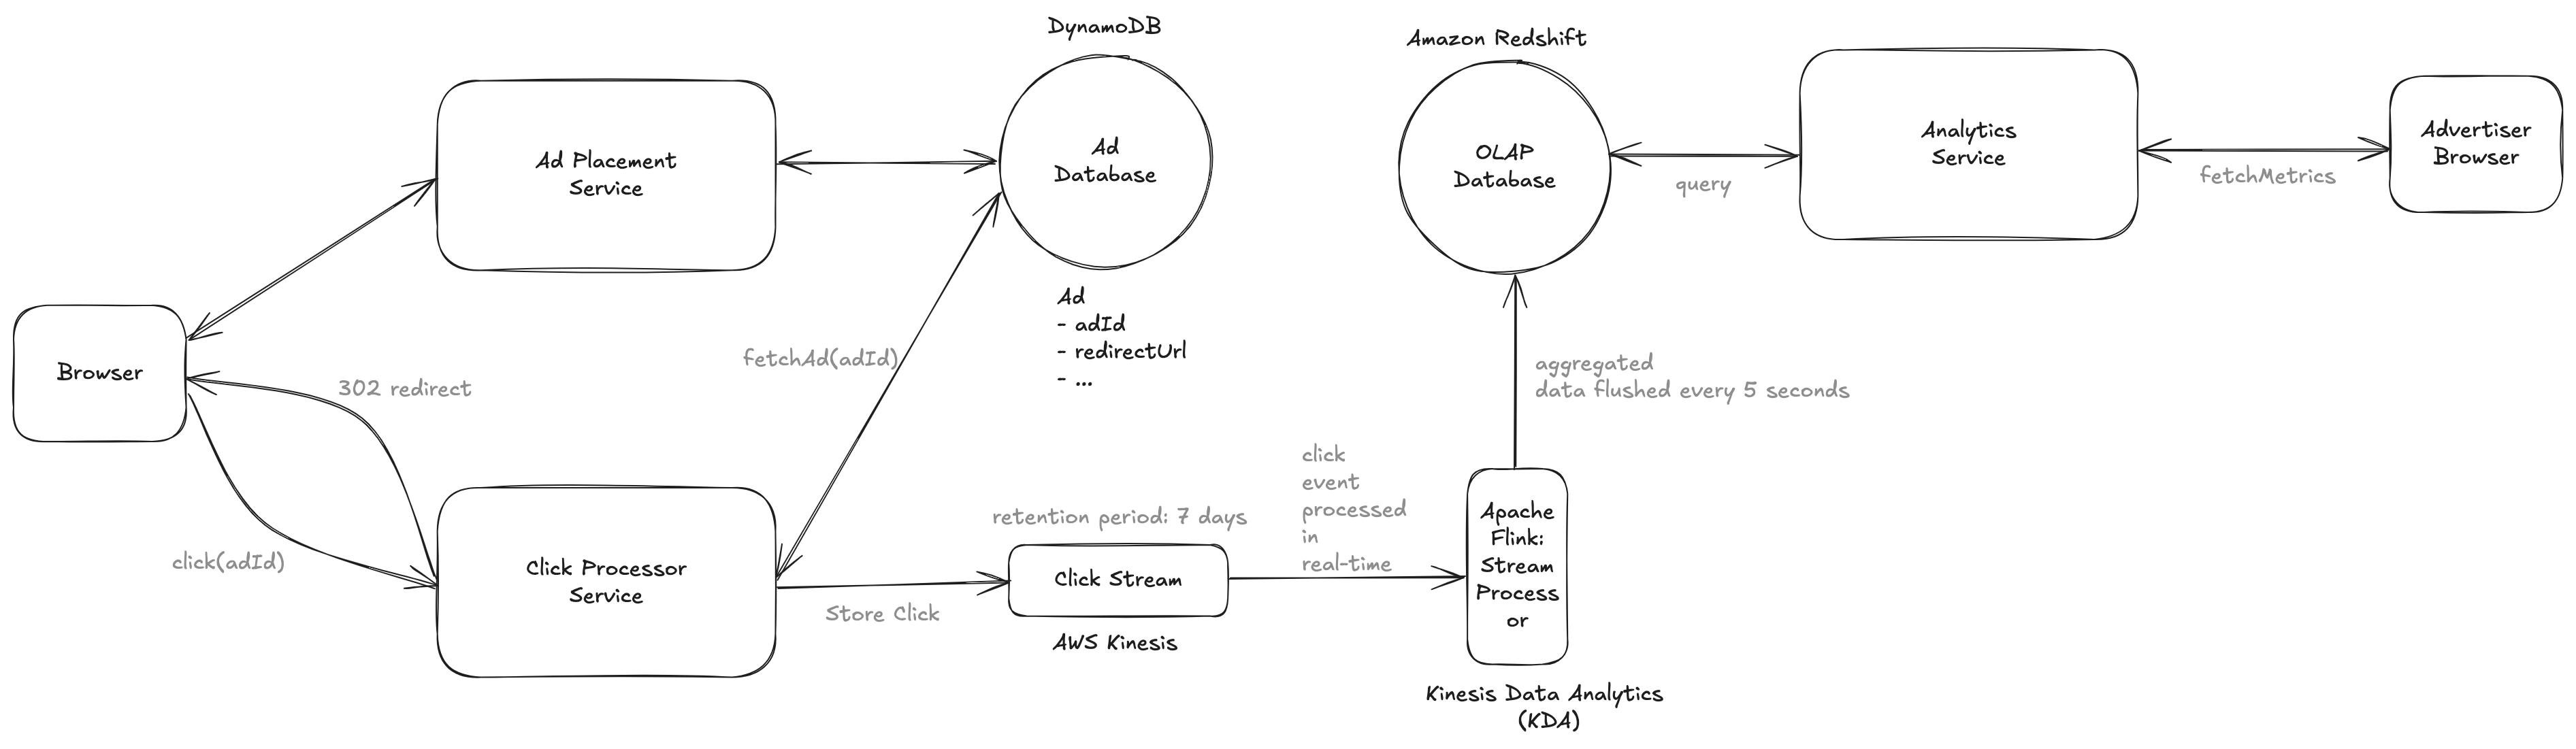 DynamoDB
Amazon Redshift
Ad Placement
Service
Ad
Database
OLAP
Database
query
Analytics
Service
fetchMetrics
Advertiser
Browser
Ad
- adId
- redirectUrl
- ...
Browser
302 redirect
fetchAd(adId)
aggregated
data flushed every 5 seconds
click(adId)
Click Processor
Service
Store Click
retention period: 7 days
Click Stream
AWS Kinesis
click
event
processed
in
real-time
Apache
Flink:
Stream
Process
or
Kinesis Data Analytics
(KDA)